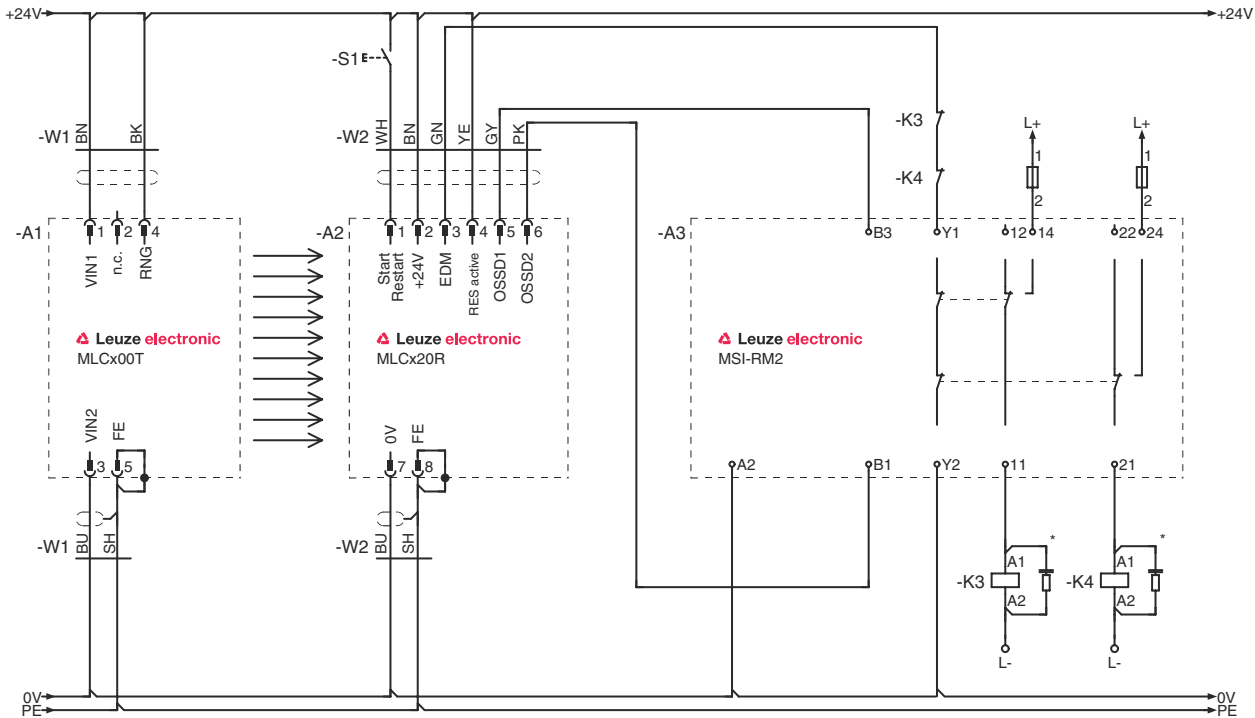 +24V +24V
-S1
-W1 BN BK -W2 WH BN GN YE GY PK -K3 L+ L+
1 1
-K4
2 2
-A1 1 2 4 -A2 1 2 3 4 5 6 -A3 B3 Y1 12 14 22 24
VIN1 n.c. RNG Start Restart +24V EDM RES active OSSD1 OSSD2
Leuze electronic Leuze electronic Leuze electronic
MLCx00T MLCx20R MSI-RM2
VIN2 FE 0V FE
3 5 7 8 A2 B1 Y2 11 21
-W1 BU SH -W2 BU SH
* *
A1 A1
-K3 -K4
A2 A2
L- L-
0V 0V
PE PE